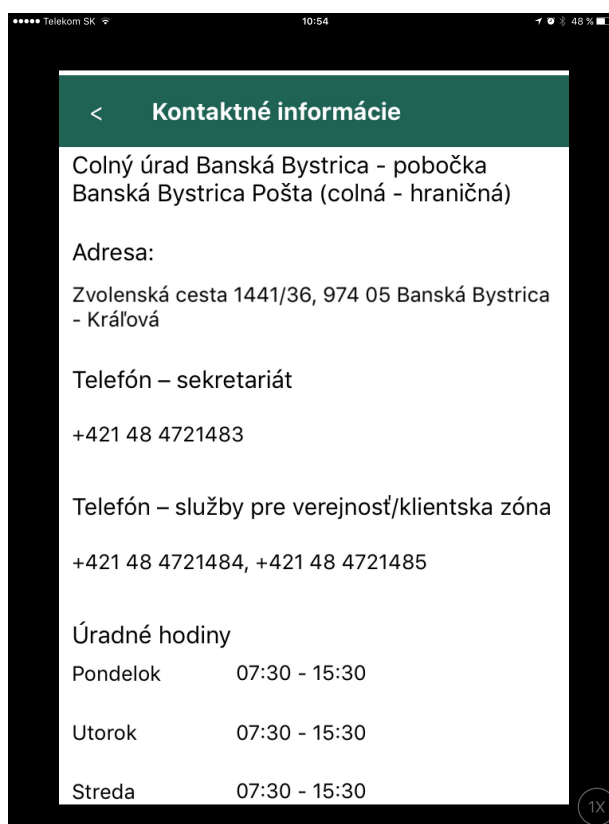 Telekom SK 10:54 48 %
< Kontaktné informácie
Colný úrad Banská Bystrica - pobočka
Banská Bystrica Pošta (colná - hraničná)
Adresa:
Zvolenská cesta 1441/36, 974 05 Banská Bystrica
- Kráľová
Telefón – sekretariát
+421 48 4721483
Telefón – služby pre verejnosť/klientska zóna
+421 48 4721484, +421 48 4721485
Úradné hodiny
Pondelok 07:30 - 15:30
Utorok 07:30 - 15:30
Streda 07:30 - 15:30
1X